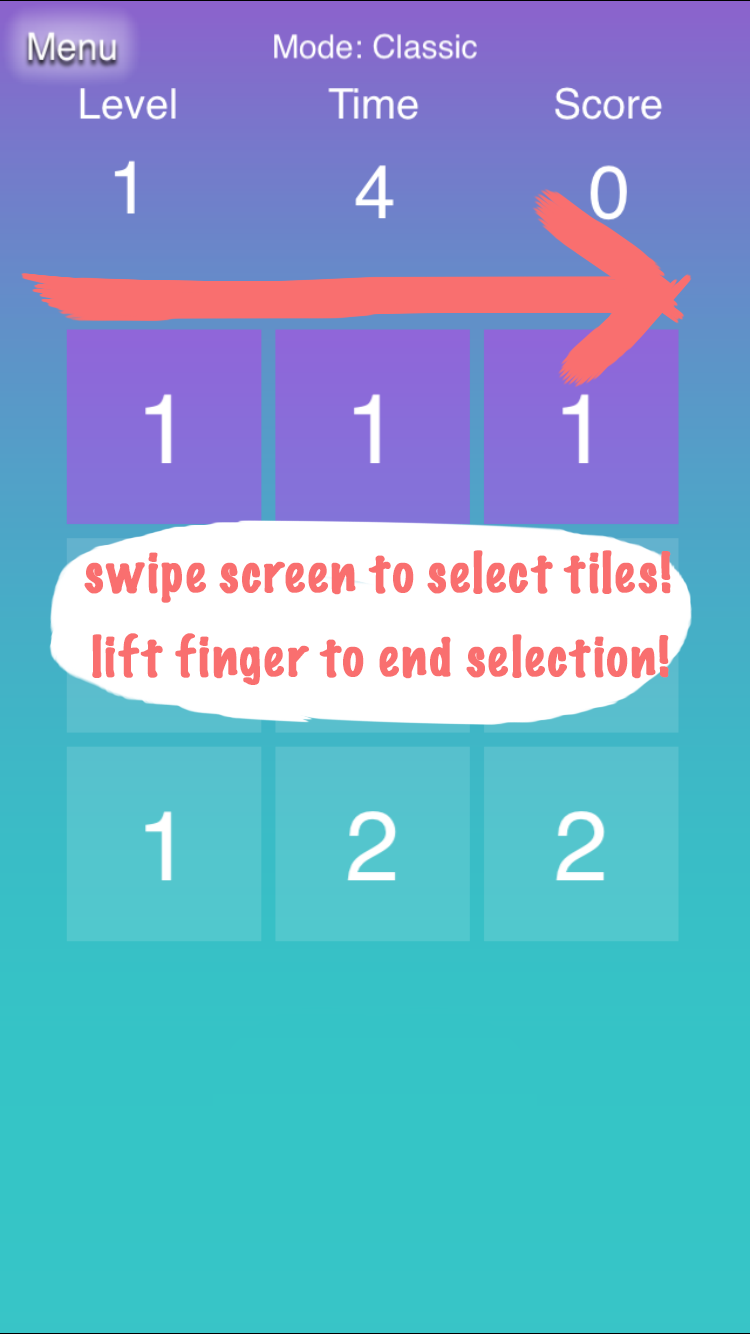 Menu
Mode: Classic
Level Time Score
1 4 0
1 1 1
swipe screen to select tiles!
lift finger to end selection!
1 2 2